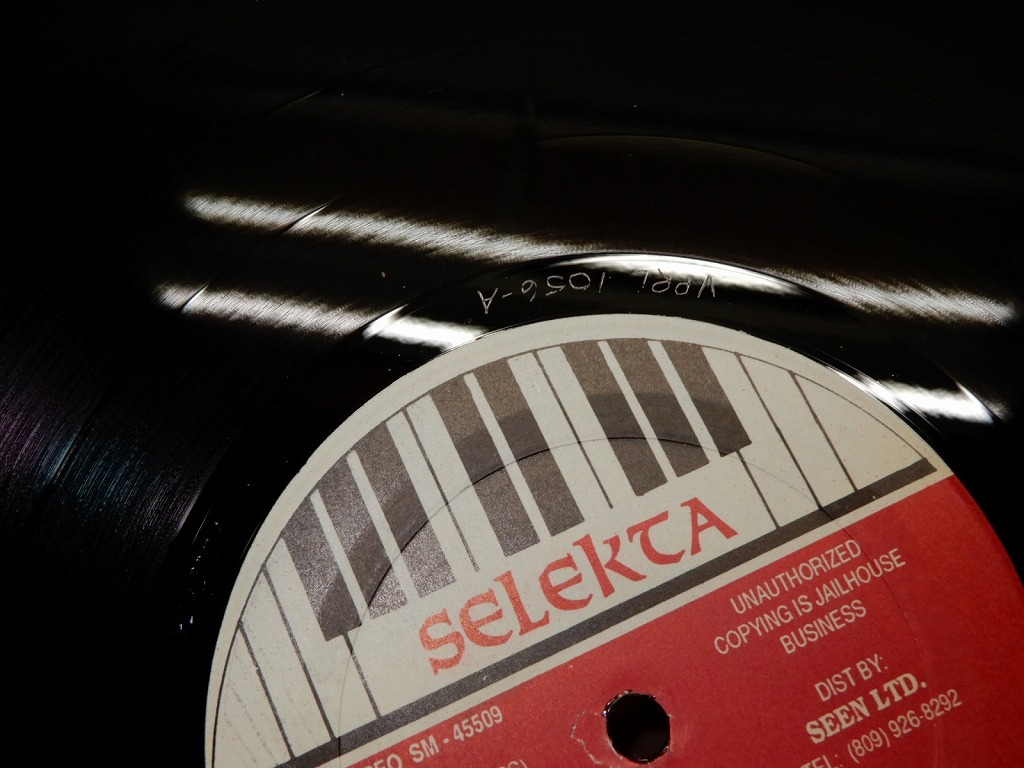 VPRL 1056-A
SELEKTA
UNAUTHORIZED
COPYING IS JAILHOUSE
BUSINESS
DIST BY:
SEEN LTD.
TEL: (809) 926-8292
SM - 45509